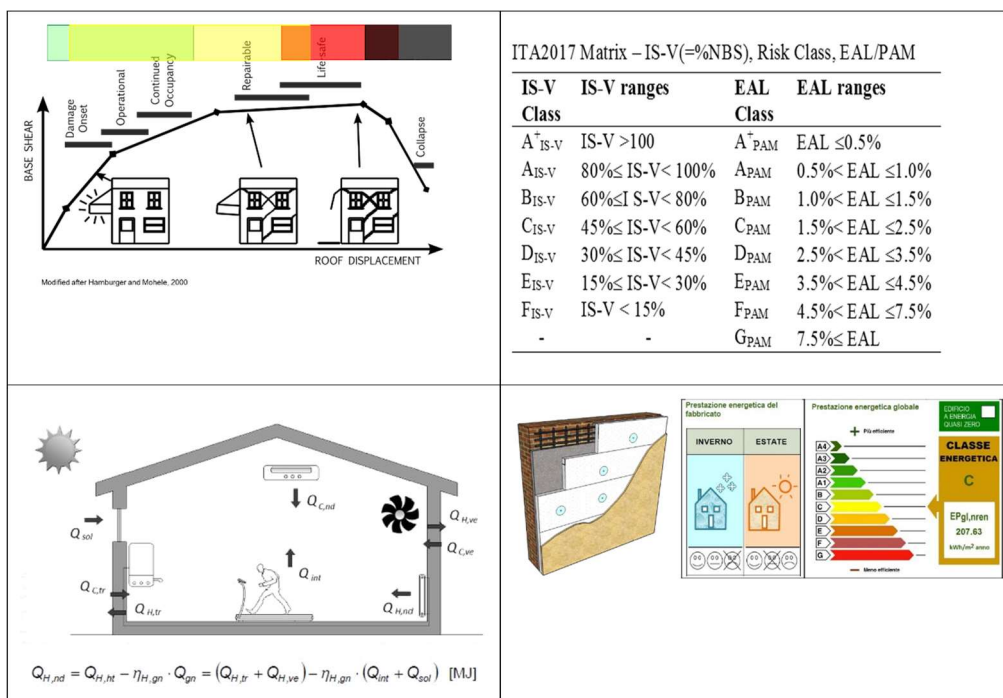 Damage
Onset
Operational
Continued
Occupancy
Repairable
Life-safe
Collapse
BASE SHEAR
ROOF DISPLACEMENT
Modified after Hamburger and Mohele, 2000
ITA2017 Matrix – IS-V(=%NBS), Risk Class, EAL/PAM
IS-V Class IS-V ranges EAL Class EAL ranges
A⁺IS-V IS-V >100 A⁺PAM EAL ≤0.5%
AIS-V 80%≤ IS-V< 100% APAM 0.5%< EAL ≤1.0%
BIS-V 60%≤I S-V< 80% BPAM 1.0%< EAL ≤1.5%
CIS-V 45%≤ IS-V< 60% CPAM 1.5%< EAL ≤2.5%
DIS-V 30%≤ IS-V< 45% DPAM 2.5%< EAL ≤3.5%
EIS-V 15%≤ IS-V< 30% EPAM 3.5%< EAL ≤4.5%
FIS-V IS-V < 15% FPAM 4.5%< EAL ≤7.5%
- - GPAM 7.5%≤ EAL
Qsol
QC,nd
QH,ve
QC,ve
Qint
QC,tr
QH,tr
QH,nd
QH,nd = QH,ht − ηH,gn · Qgn = (QH,tr + QH,ve) − ηH,gn · (Qint + Qsol) [MJ]
Prestazione energetica del
fabbricato
INVERNO ESTATE
Prestazione energetica globale
+ Più efficiente
A4
A3
A2
A1
B
C
D
E
F
G
— Meno efficiente
EDIFICIO
A ENERGIA
QUASI ZERO
CLASSE
ENERGETICA
C
EPgl,nren
207.63
kWh/m² anno